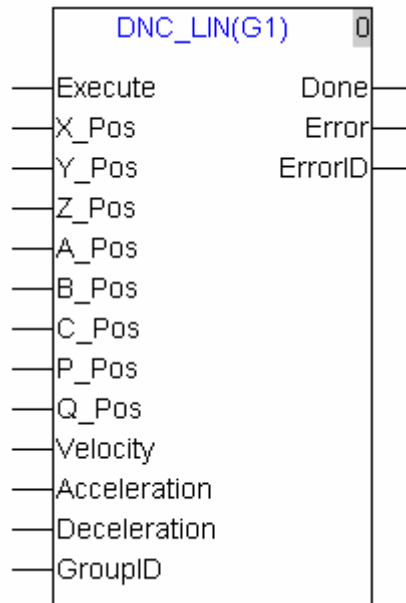 DNC_LIN(G1) 0
Execute Done
X_Pos Error
Y_Pos ErrorID
Z_Pos
A_Pos
B_Pos
C_Pos
P_Pos
Q_Pos
Velocity
Acceleration
Deceleration
GroupID